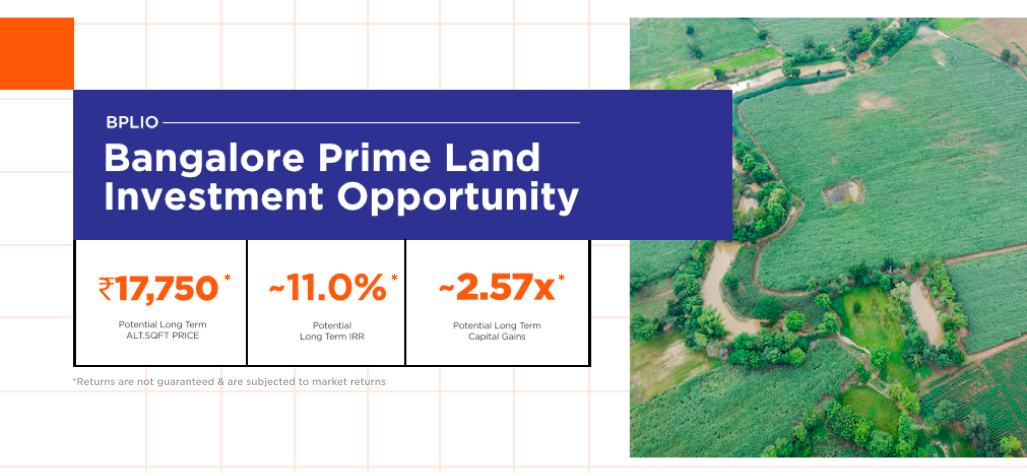 BPLIO
Bangalore Prime Land
Investment Opportunity
₹17,750*
Potential Long Term
ALT.SQFT PRICE
~11.0%*
Potential
Long Term IRR
~2.57x*
Potential Long Term
Capital Gains
*Returns are not guaranteed & are subjected to market returns